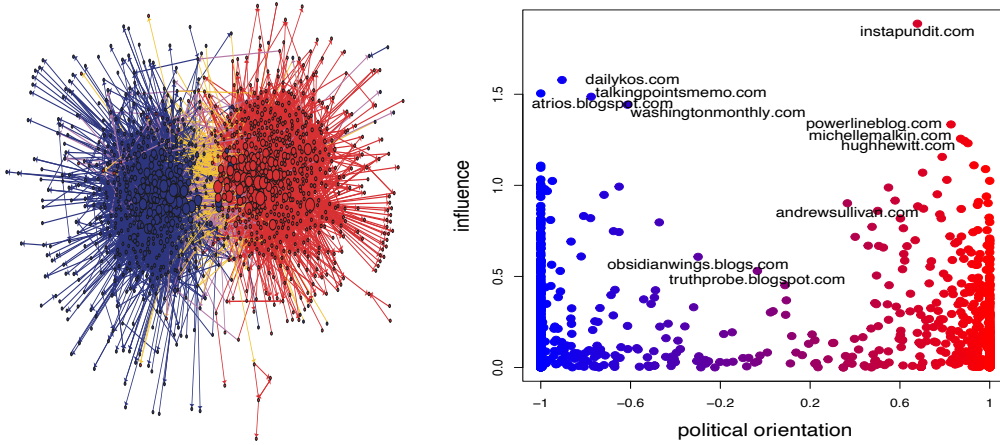 instapundit.com
dailykos.com
talkingpointsmemo.com
atrios.blogspot.com
washingtonmonthly.com
powerlineblog.com
michellemalkin.com
hughhewitt.com
andrewsullivan.com
obsidianwings.blogs.com
truthprobe.blogspot.com
influence
1.5
1.0
0.5
0.0
−1 −0.6 −0.2 0.2 0.6 1
political orientation